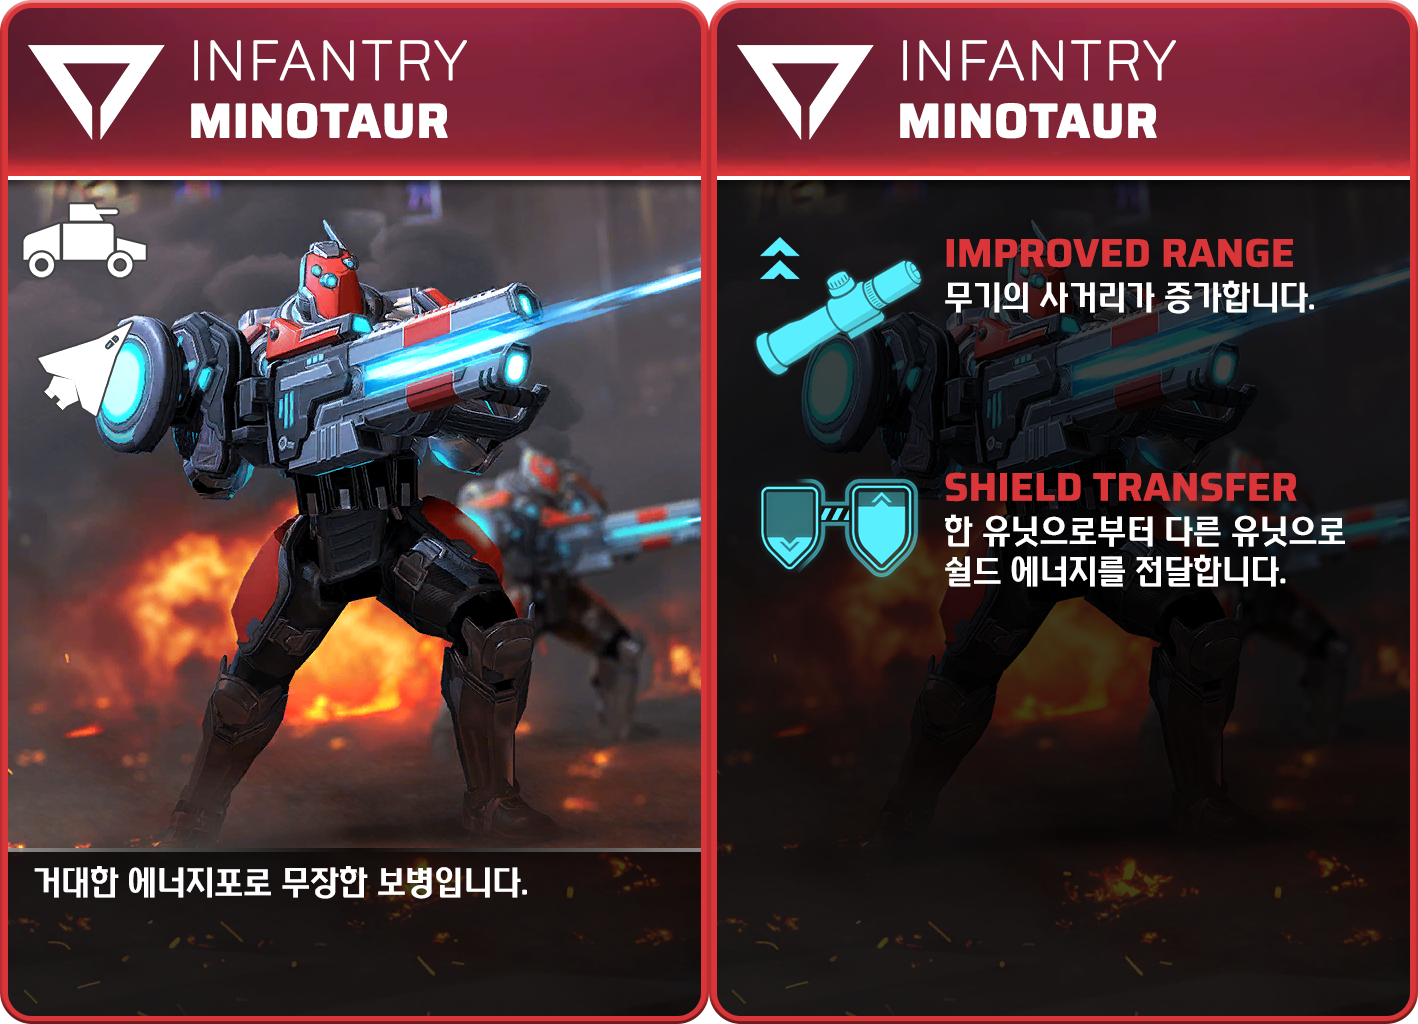 INFANTRY
MINOTAUR
거대한 에너지포로 무장한 보병입니다.
INFANTRY
MINOTAUR
IMPROVED RANGE
무기의 사거리가 증가합니다.
SHIELD TRANSFER
한 유닛으로부터 다른 유닛으로
쉴드 에너지를 전달합니다.